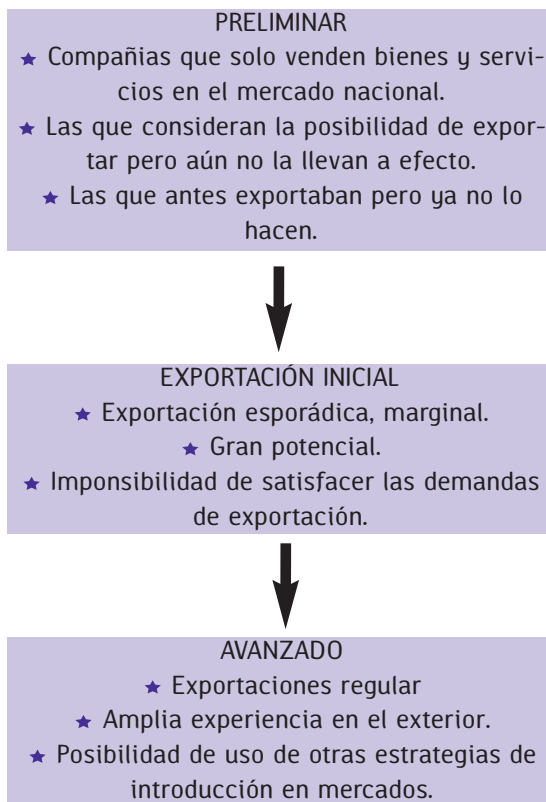 PRELIMINAR
★ Compañias que solo venden bienes y servi-
cios en el mercado nacional.
★ Las que consideran la posibilidad de expor-
tar pero aún no la llevan a efecto.
★ Las que antes exportaban pero ya no lo
hacen.
EXPORTACIÓN INICIAL
★ Exportación esporádica, marginal.
★ Gran potencial.
★ Imponsibilidad de satisfacer las demandas
de exportación.
AVANZADO
★ Exportaciones regular
★ Amplia experiencia en el exterior.
★ Posibilidad de uso de otras estrategias de
introducción en mercados.